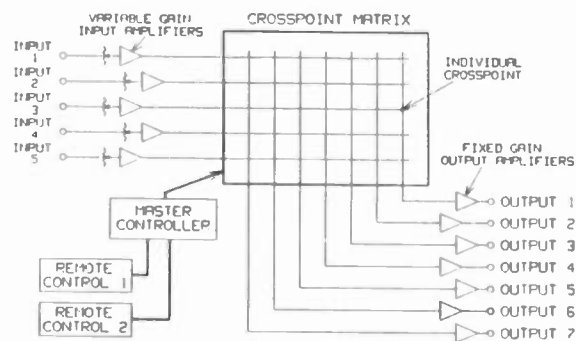 VARIABLE GAIN
INPUT AMPLIFIERS
CROSSPOINT MATRIX
INPUT
1
INPUT
2
INPUT
3
INPUT
4
INPUT
5
INDIVIDUAL
CROSSPOINT
FIXED GAIN
OUTPUT AMPLIFIERS
MASTER
CONTROLLER
REMOTE
CONTROL 1
REMOTE
CONTROL 2
OUTPUT 1
OUTPUT 2
OUTPUT 3
OUTPUT 4
OUTPUT 5
OUTPUT 6
OUTPUT 7